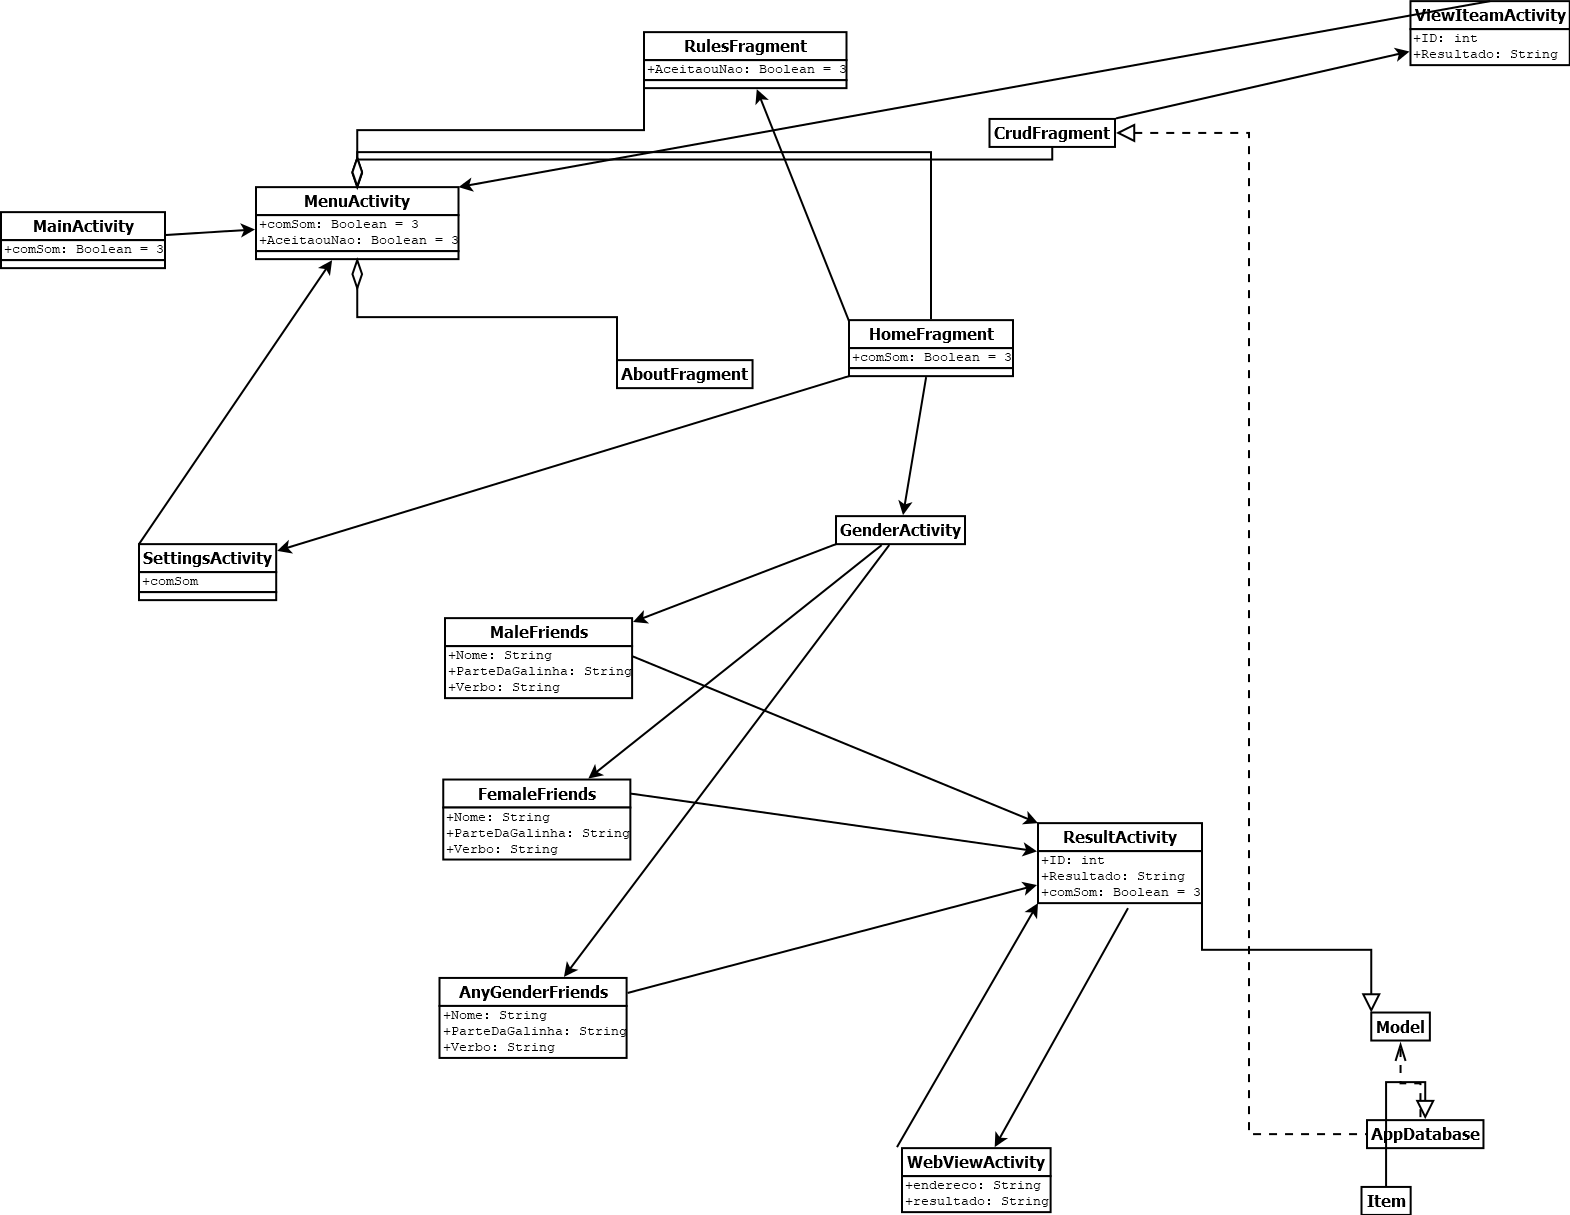 ViewIteamActivity
+ID: int
+Resultado: String
RulesFragment
+AceitaouNao: Boolean = 3
CrudFragment
MenuActivity
+comSom: Boolean = 3
+AceitaouNao: Boolean = 3
MainActivity
+comSom: Boolean = 3
HomeFragment
+comSom: Boolean = 3
AboutFragment
GenderActivity
SettingsActivity
+comSom
MaleFriends
+Nome: String
+ParteDaGalinha: String
+Verbo: String
FemaleFriends
+Nome: String
+ParteDaGalinha: String
+Verbo: String
ResultActivity
+ID: int
+Resultado: String
+comSom: Boolean = 3
AnyGenderFriends
+Nome: String
+ParteDaGalinha: String
+Verbo: String
Model
AppDatabase
WebViewActivity
+endereco: String
+resultado: String
Item